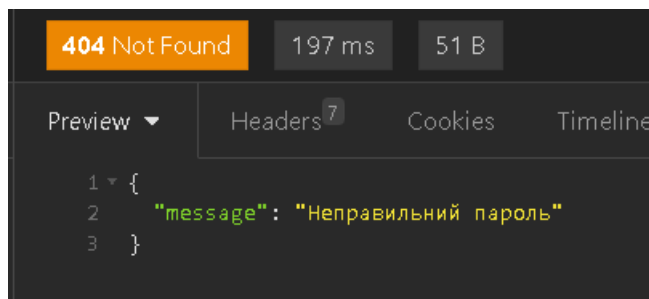 404 Not Found 197 ms 51 B
Preview Headers 7 Cookies Timeline
1 {
2 "message": "Неправильний пароль"
3 }